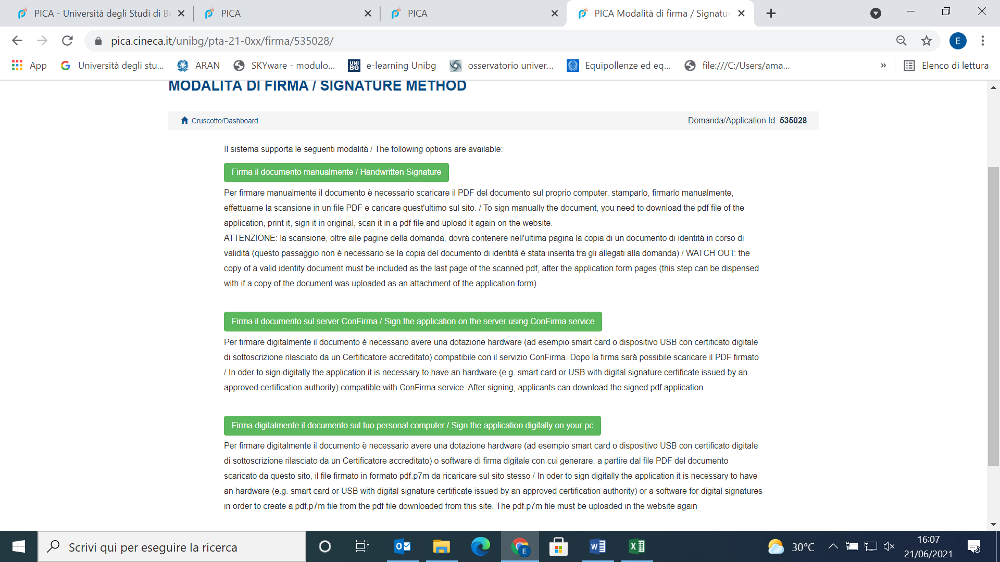 PICA - Università degli Studi di Be
PICA
PICA
PICA Modalità di firma / Signatur
pica.cineca.it/unibg/pta-21-0xx/firma/535028/
E
App
Università degli stu...
ARAN
SKYware - modulo...
UNI BG
e-learning Unibg
osservatorio univer...
Equipollenze ed eq...
file:///C:/Users/ama...
»
Elenco di lettura
MODALITÀ DI FIRMA / SIGNATURE METHOD
Cruscotto/Dashboard
Domanda/Application Id: 535028
Il sistema supporta le seguenti modalità / The following options are available:
Firma il documento manualmente / Handwritten Signature
Per firmare manualmente il documento è necessario scaricare il PDF del documento sul proprio computer, stamparlo, firmarlo manualmente,
effettuarne la scansione in un file PDF e caricare quest'ultimo sul sito. / To sign manually the document, you need to download the pdf file of the
application, print it, sign it in original, scan it in a pdf file and upload it again on the website.
ATTENZIONE: la scansione, oltre alle pagine della domanda, dovrà contenere nell'ultima pagina la copia di un documento di identità in corso di
validità (questo passaggio non è necessario se la copia del documento di identità è stata inserita tra gli allegati alla domanda) / WATCH OUT: the
copy of a valid identity document must be included as the last page of the scanned pdf, after the application form pages (this step can be dispensed
with if a copy of the document was uploaded as an attachment of the application form)
Firma il documento sul server ConFirma / Sign the application on the server using ConFirma service
Per firmare digitalmente il documento è necessario avere una dotazione hardware (ad esempio smart card o dispositivo USB con certificato digitale
di sottoscrizione rilasciato da un Certificatore accreditato) compatibile con il servizio ConFirma. Dopo la firma sarà possibile scaricare il PDF firmato
/ In oder to sign digitally the application it is necessary to have an hardware (e.g. smart card or USB with digital signature certificate issued by an
approved certification authority) compatible with ConFirma service. After signing, applicants can download the signed pdf application
Firma digitalmente il documento sul tuo personal computer / Sign the application digitally on your pc
Per firmare digitalmente il documento è necessario avere una dotazione hardware (ad esempio smart card o dispositivo USB con certificato digitale
di sottoscrizione rilasciato da un Certificatore accreditato) o software di firma digitale con cui generare, a partire dal file PDF del documento
scaricato da questo sito, il file firmato in formato pdf.p7m da ricaricare sul sito stesso / In oder to sign digitally the application it is necessary to have
an hardware (e.g. smart card or USB with digital signature certificate issued by an approved certification authority) or a software for digital signatures
in order to create a pdf.p7m file from the pdf file downloaded from this site. The pdf.p7m file must be uploaded in the website again
Scrivi qui per eseguire la ricerca
30°C
16:07
21/06/2021